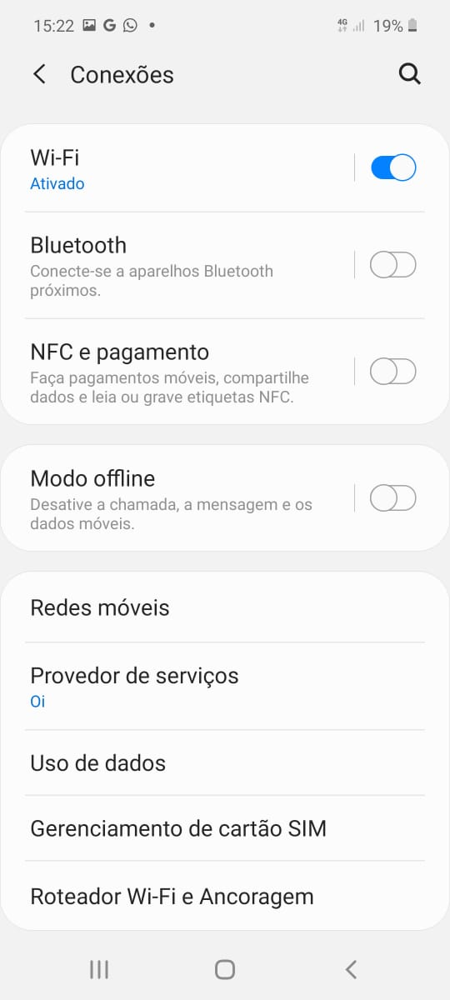 15:22 G 4G 19%
Conexões
Wi-Fi
Ativado
Bluetooth
Conecte-se a aparelhos Bluetooth
próximos.
NFC e pagamento
Faça pagamentos móveis, compartilhe
dados e leia ou grave etiquetas NFC.
Modo offline
Desative a chamada, a mensagem e os
dados móveis.
Redes móveis
Provedor de serviços
Oi
Uso de dados
Gerenciamento de cartão SIM
Roteador Wi-Fi e Ancoragem